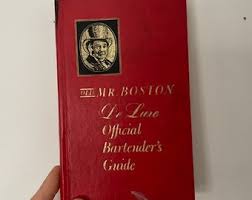 MR. BOSTON
De Luxe
Official
Bartender's
Guide